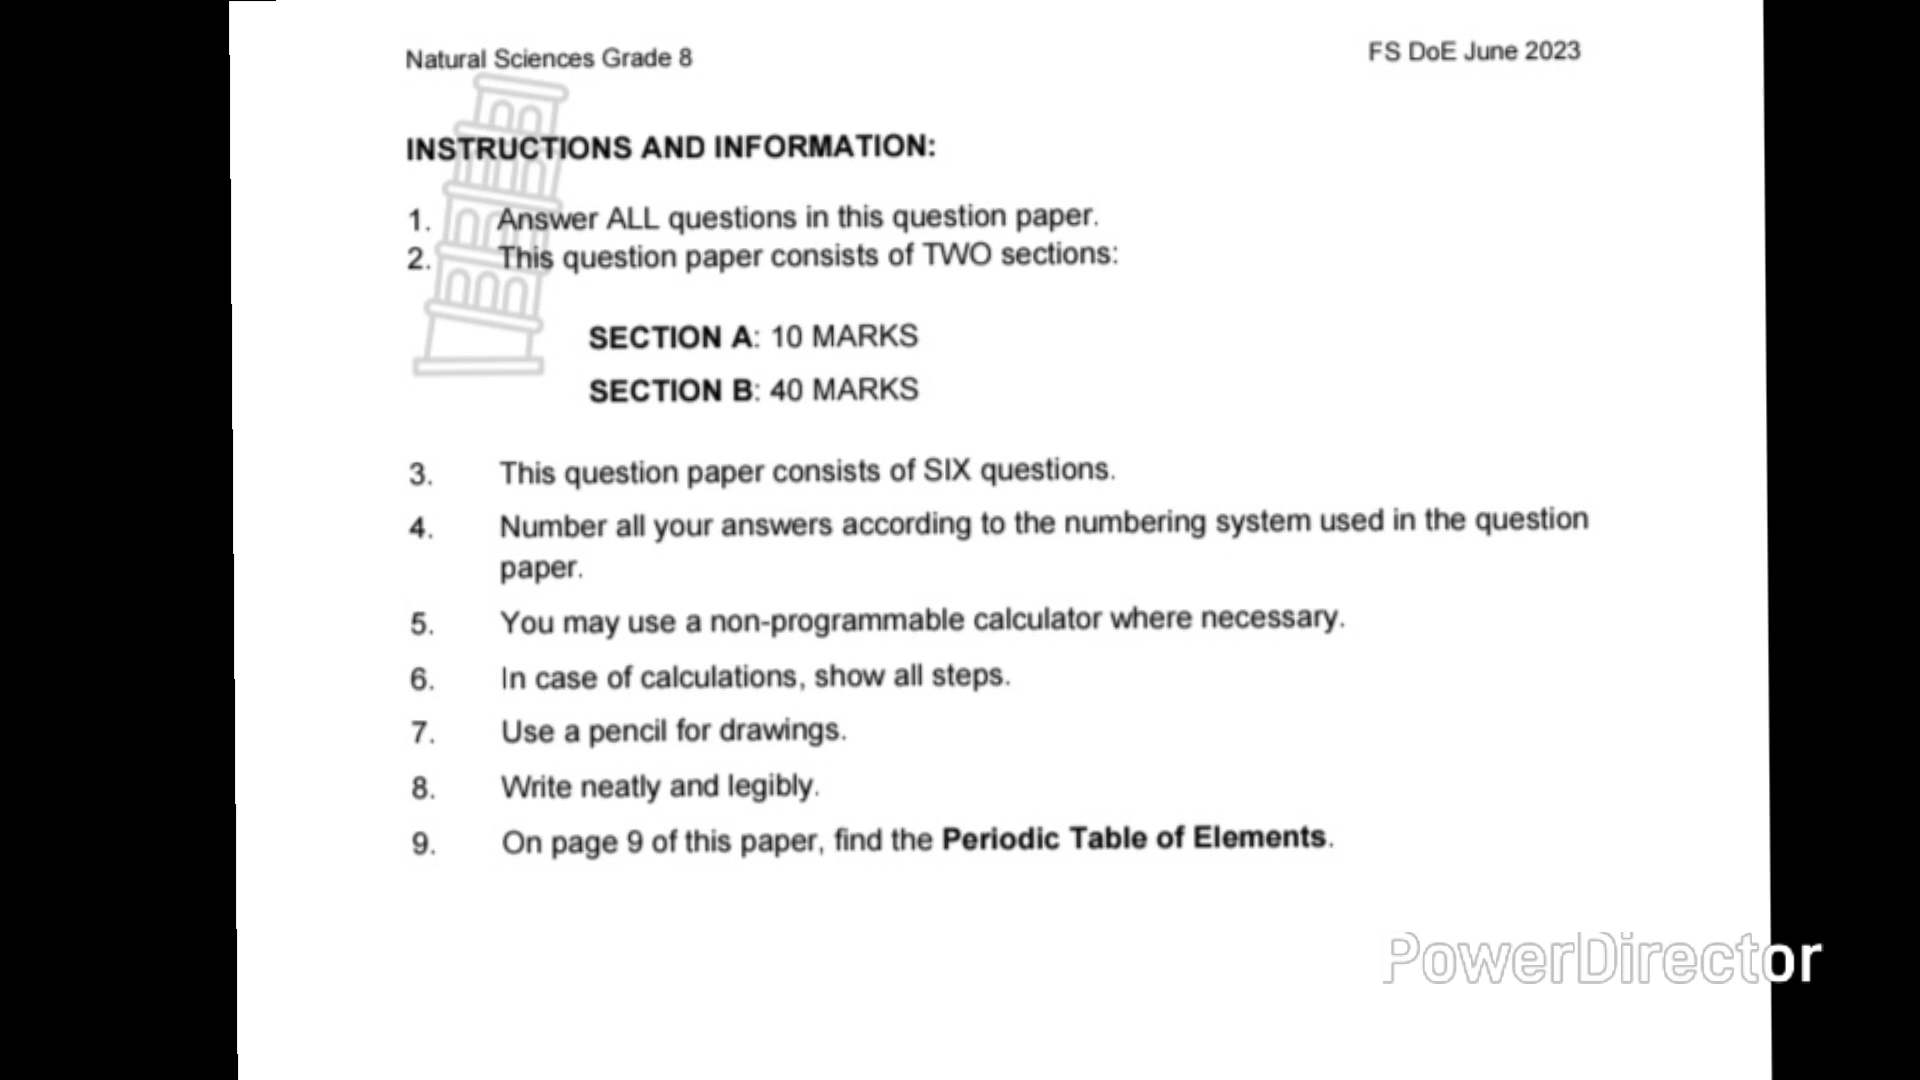 Natural Sciences Grade 8
FS DoE June 2023
INSTRUCTIONS AND INFORMATION:
1. Answer ALL questions in this question paper.
2. This question paper consists of TWO sections:
SECTION A: 10 MARKS
SECTION B: 40 MARKS
3. This question paper consists of SIX questions.
4. Number all your answers according to the numbering system used in the question
paper.
5. You may use a non-programmable calculator where necessary.
6. In case of calculations, show all steps.
7. Use a pencil for drawings.
8. Write neatly and legibly.
9. On page 9 of this paper, find the Periodic Table of Elements.
PowerDirector